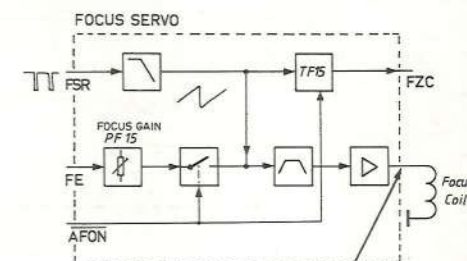 FOCUS SERVO
FSR
TF15
FZC
FOCUS GAIN
PF 15
FE
Focu
Coil
AFON